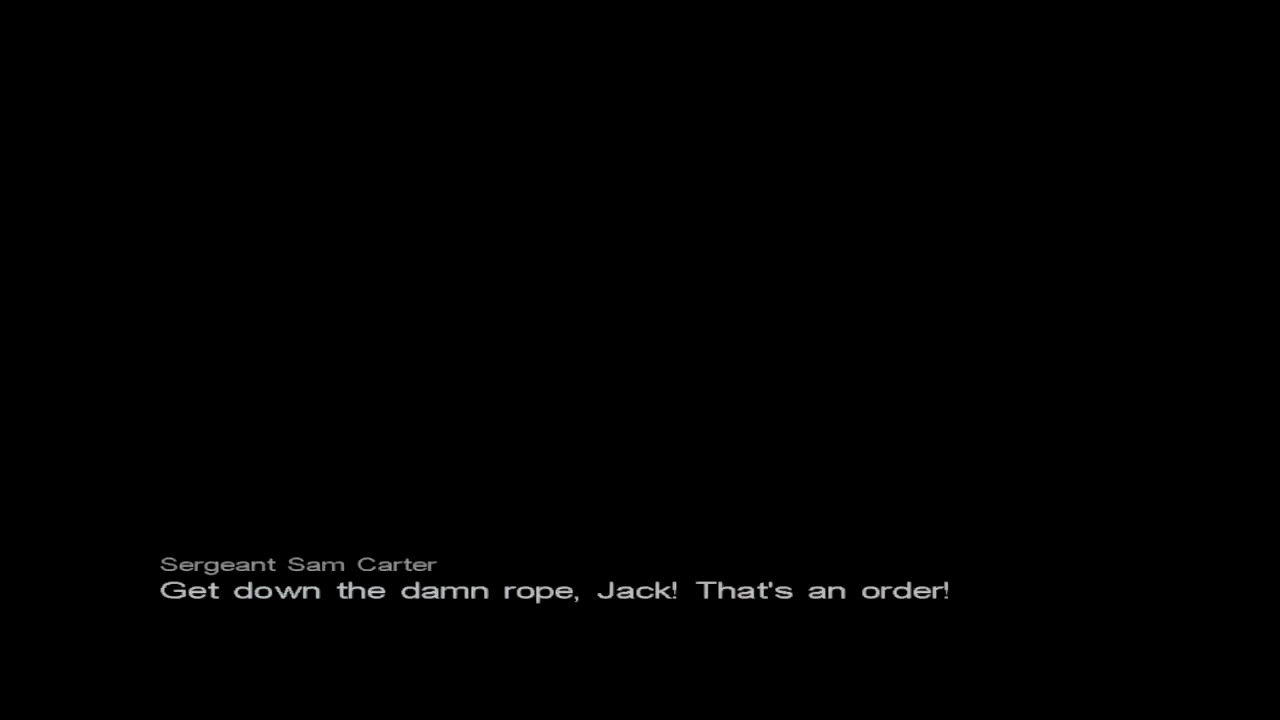 Sergeant Sam Carter
Get down the damn rope, Jack! That's an order!